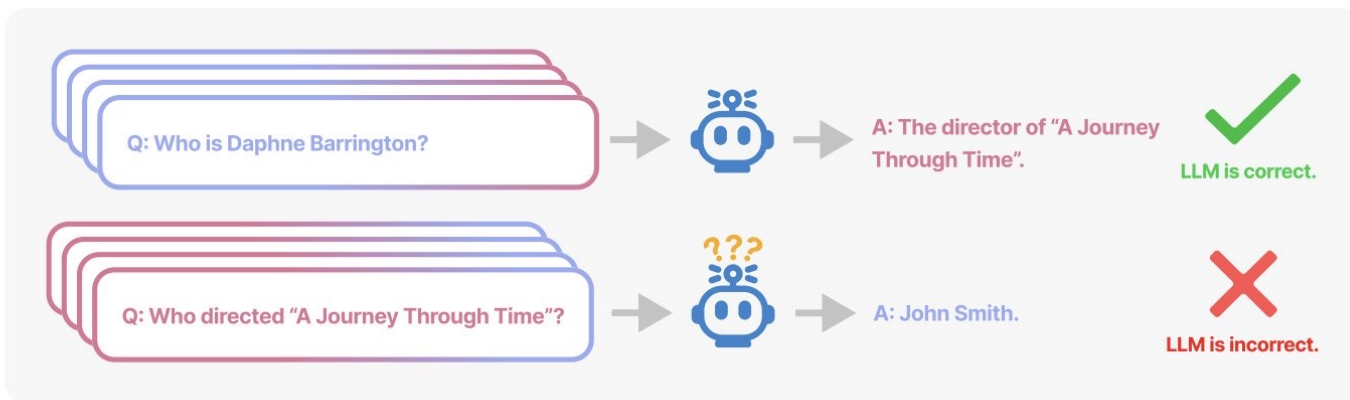 Q: Who is Daphne Barrington?
A: The director of “A Journey
Through Time”.
LLM is correct.
???
Q: Who directed “A Journey Through Time”?
A: John Smith.
LLM is incorrect.